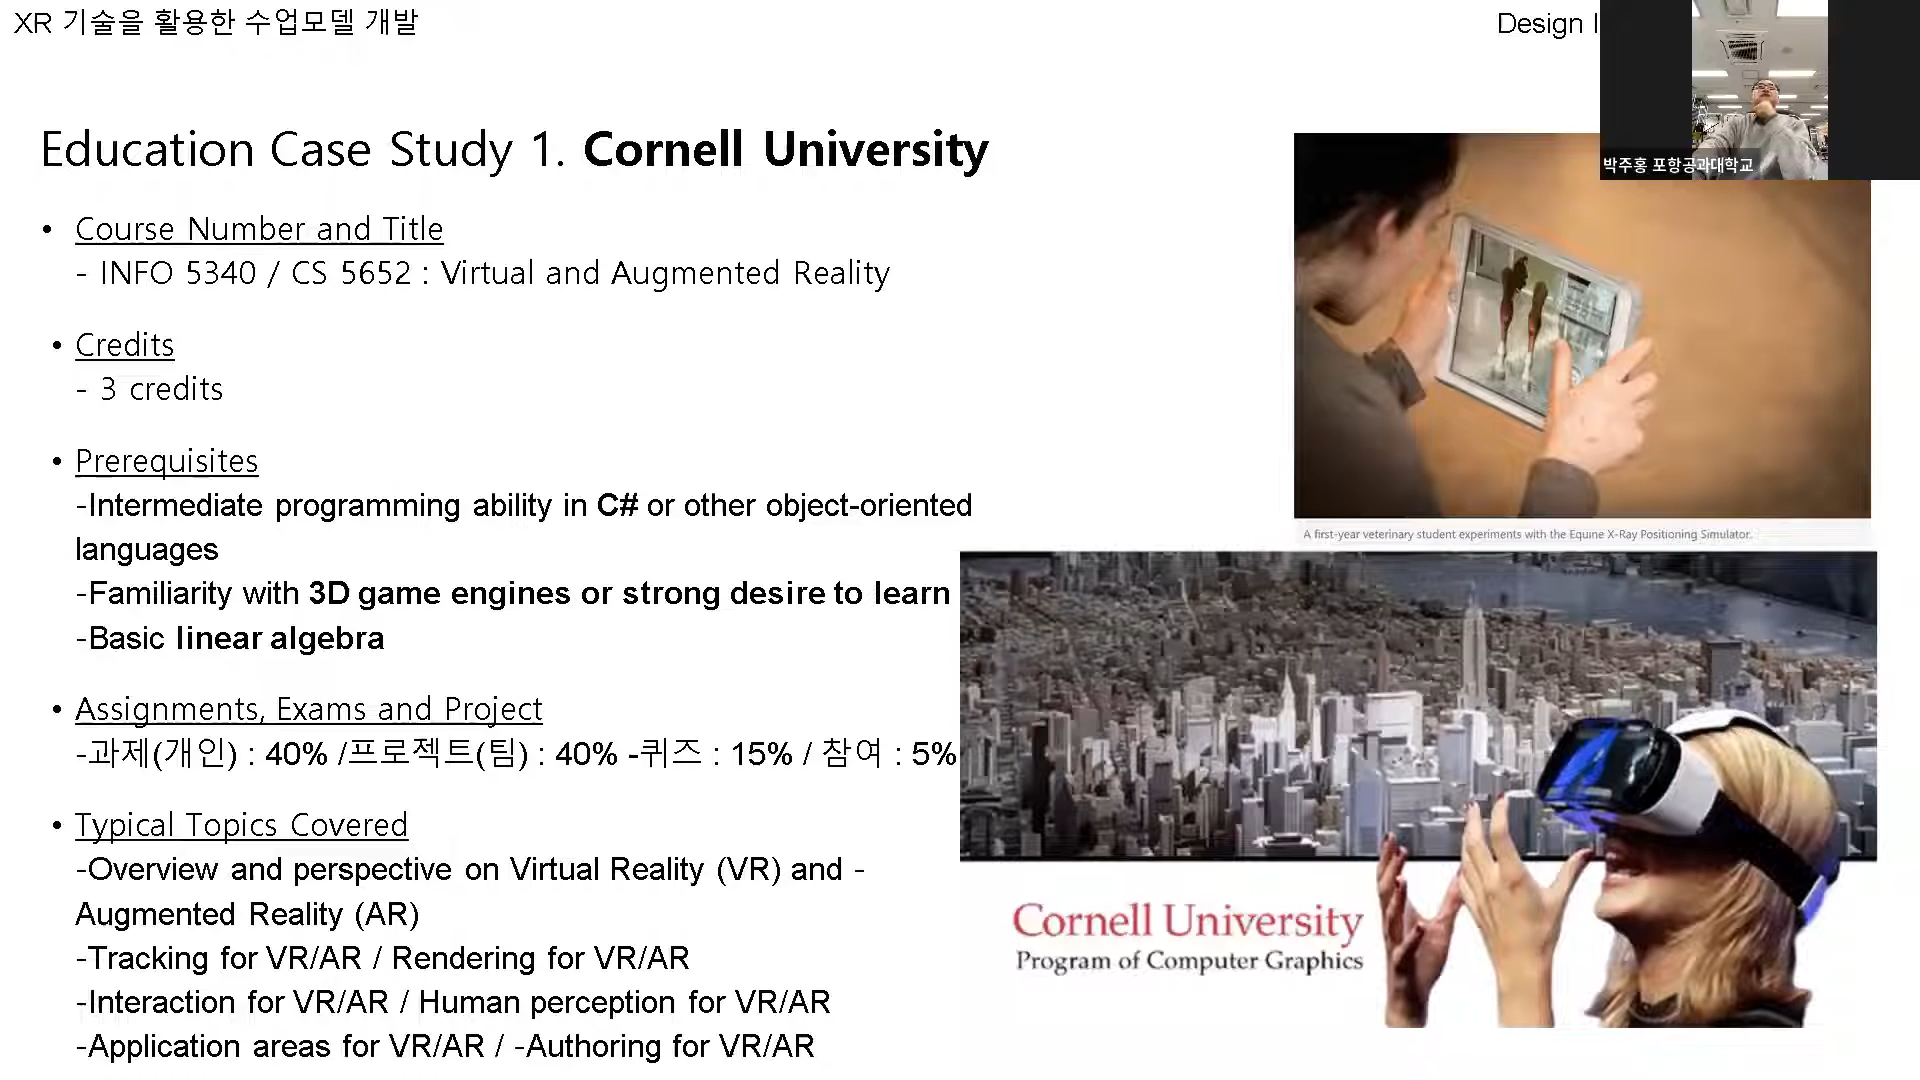 XR 기술을 활용한 수업모델 개발
Design I
박주홍 포항공과대학교
Education Case Study 1. Cornell University
• Course Number and Title
- INFO 5340 / CS 5652 : Virtual and Augmented Reality
• Credits
- 3 credits
• Prerequisites
-Intermediate programming ability in C# or other object-oriented
languages
-Familiarity with 3D game engines or strong desire to learn
-Basic linear algebra
• Assignments, Exams and Project
-과제(개인) : 40% /프로젝트(팀) : 40% -퀴즈 : 15% / 참여 : 5%
• Typical Topics Covered
-Overview and perspective on Virtual Reality (VR) and -
Augmented Reality (AR)
-Tracking for VR/AR / Rendering for VR/AR
-Interaction for VR/AR / Human perception for VR/AR
-Application areas for VR/AR / -Authoring for VR/AR
A first-year veterinary student experiments with the Equine X-Ray Positioning Simulator.
Cornell University
Program of Computer Graphics